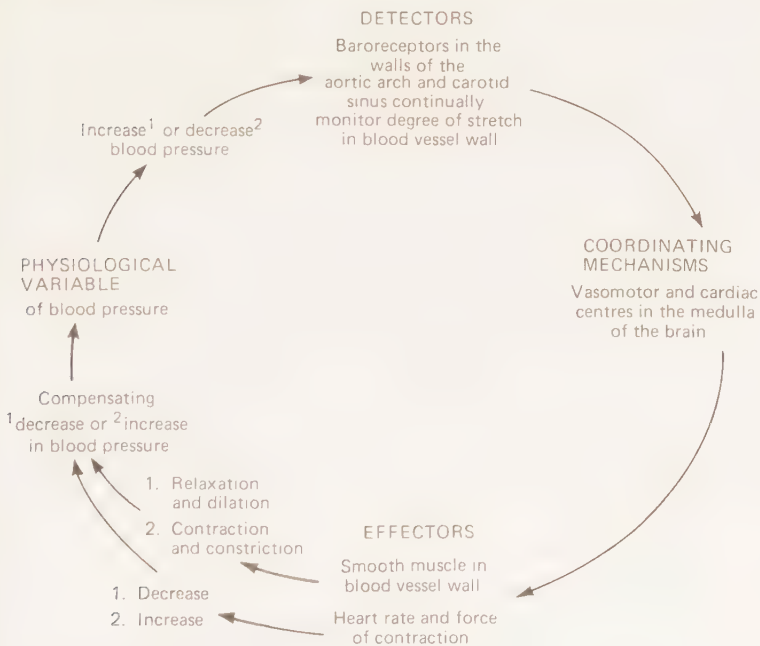 DETECTORS
Baroreceptors in the
walls of the
aortic arch and carotid
sinus continually
monitor degree of stretch
in blood vessel wall
Increase¹ or decrease²
blood pressure
PHYSIOLOGICAL
VARIABLE
of blood pressure
COORDINATING
MECHANISMS
Vasomotor and cardiac
centres in the medulla
of the brain
Compensating
¹decrease or ²increase
in blood pressure
1. Relaxation
and dilation
2. Contraction
and constriction
EFFECTORS
Smooth muscle in
blood vessel wall
1. Decrease
2. Increase
Heart rate and force
of contraction